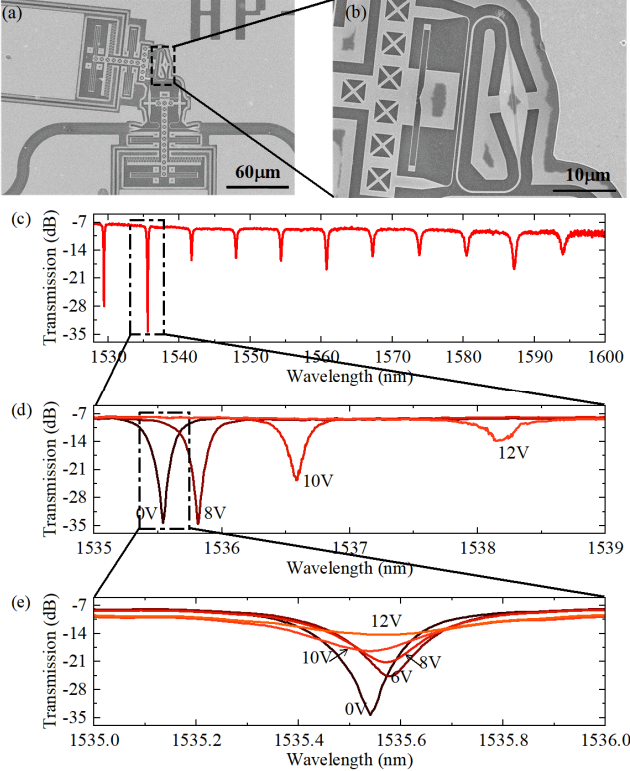 (a)
HP-
60μm
(b)
10μm
(c)
Transmission (dB)
-7
-14
-21
-28
-35
1530 1540 1550 1560 1570 1580 1590 1600
Wavelength (nm)
(d)
Transmission (dB)
-7
-14
-21
-28
-35
0V
8V
10V
12V
1535 1536 1537 1538 1539
Wavelength (nm)
(e)
Transmission (dB)
-7
-14
-21
-28
-35
12V
10V
8V
6V
0V
1535.0 1535.2 1535.4 1535.6 1535.8 1536.0
Wavelength (nm)